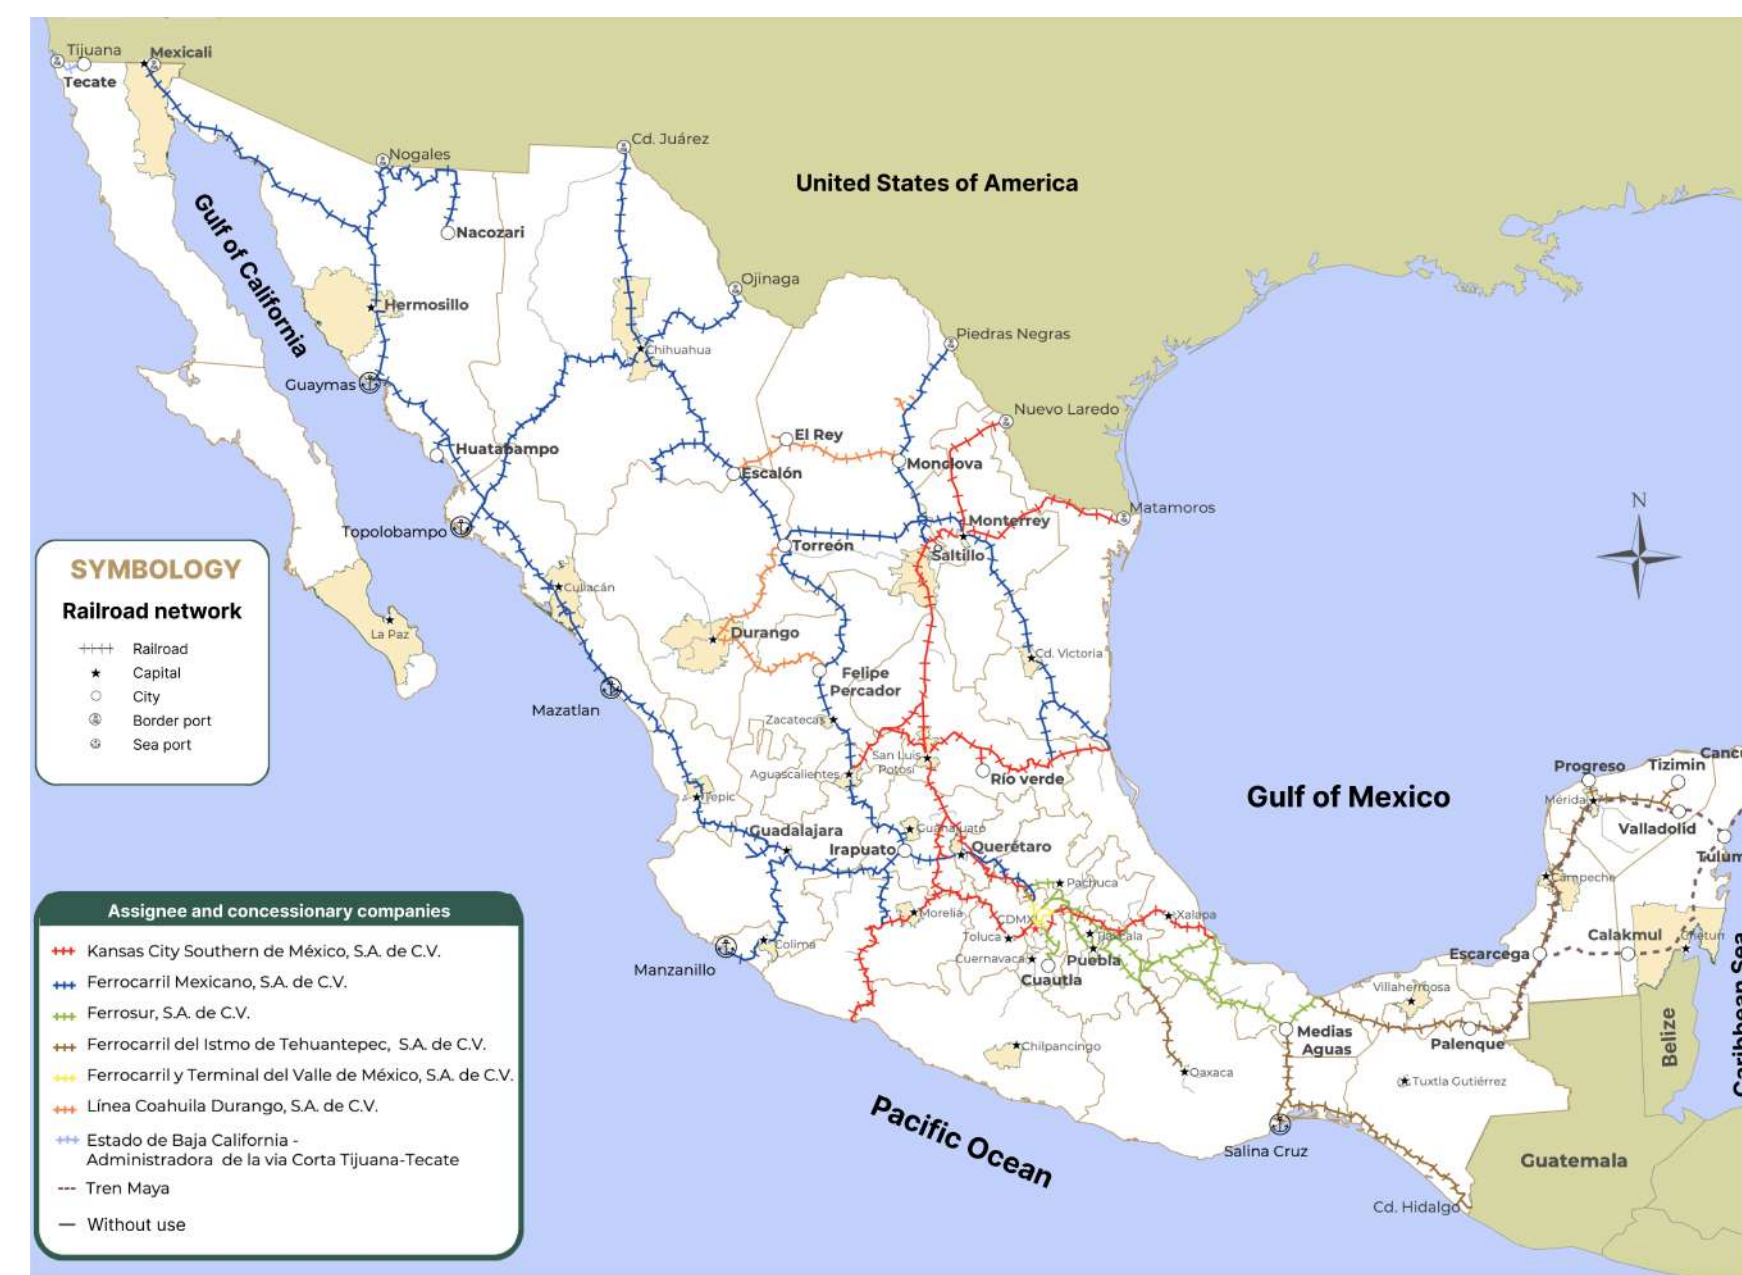 Tijuana
Mexicali
Tecate
Nogales
Cd. Juárez
United States of America
Nacozari
Gulf of California
Ojinaga
Hermosillo
Chihuahua
Piedras Negras
Guaymas
Nuevo Laredo
El Rey
Huatabampo
Monclova
Escalón
Matamoros
N
Topolobampo
Monterrey
Torreón
Saltillo
SYMBOLOGY
Railroad network
Railroad
Capital
City
Border port
Sea port
Culiacán
La Paz
Durango
Cd. Victoria
Felipe
Percador
Mazatlan
Zacatecas
San Luis
Potosí
Aguascalientes
Río verde
Progreso
Tizimin
Mérida
Valladolid
Gulf of Mexico
Tepic
Guadalajara
Guanajuato
Irapuato
Querétaro
Pachuca
Campeche
Morelia
CDMX
Xalapa
Toluca
Tlaxcala
Colima
Cuernavaca
Puebla
Cuautla
Manzanillo
Calakmul
Escarcega
Villahermosa
Medias
Aguas
Palenque
Belize
Chilpancingo
Oaxaca
Tuxtla Gutiérrez
Pacific Ocean
Salina Cruz
Guatemala
Cd. Hidalgo
Caribbean Sea
Assignee and concessionary companies
Kansas City Southern de México, S.A. de C.V.
Ferrocarril Mexicano, S.A. de C.V.
Ferrosur, S.A. de C.V.
Ferrocarril del Istmo de Tehuantepec, S.A. de C.V.
Ferrocarril y Terminal del Valle de México, S.A. de C.V.
Línea Coahuila Durango, S.A. de C.V.
Estado de Baja California -
Administradora de la via Corta Tijuana-Tecate
Tren Maya
Without use